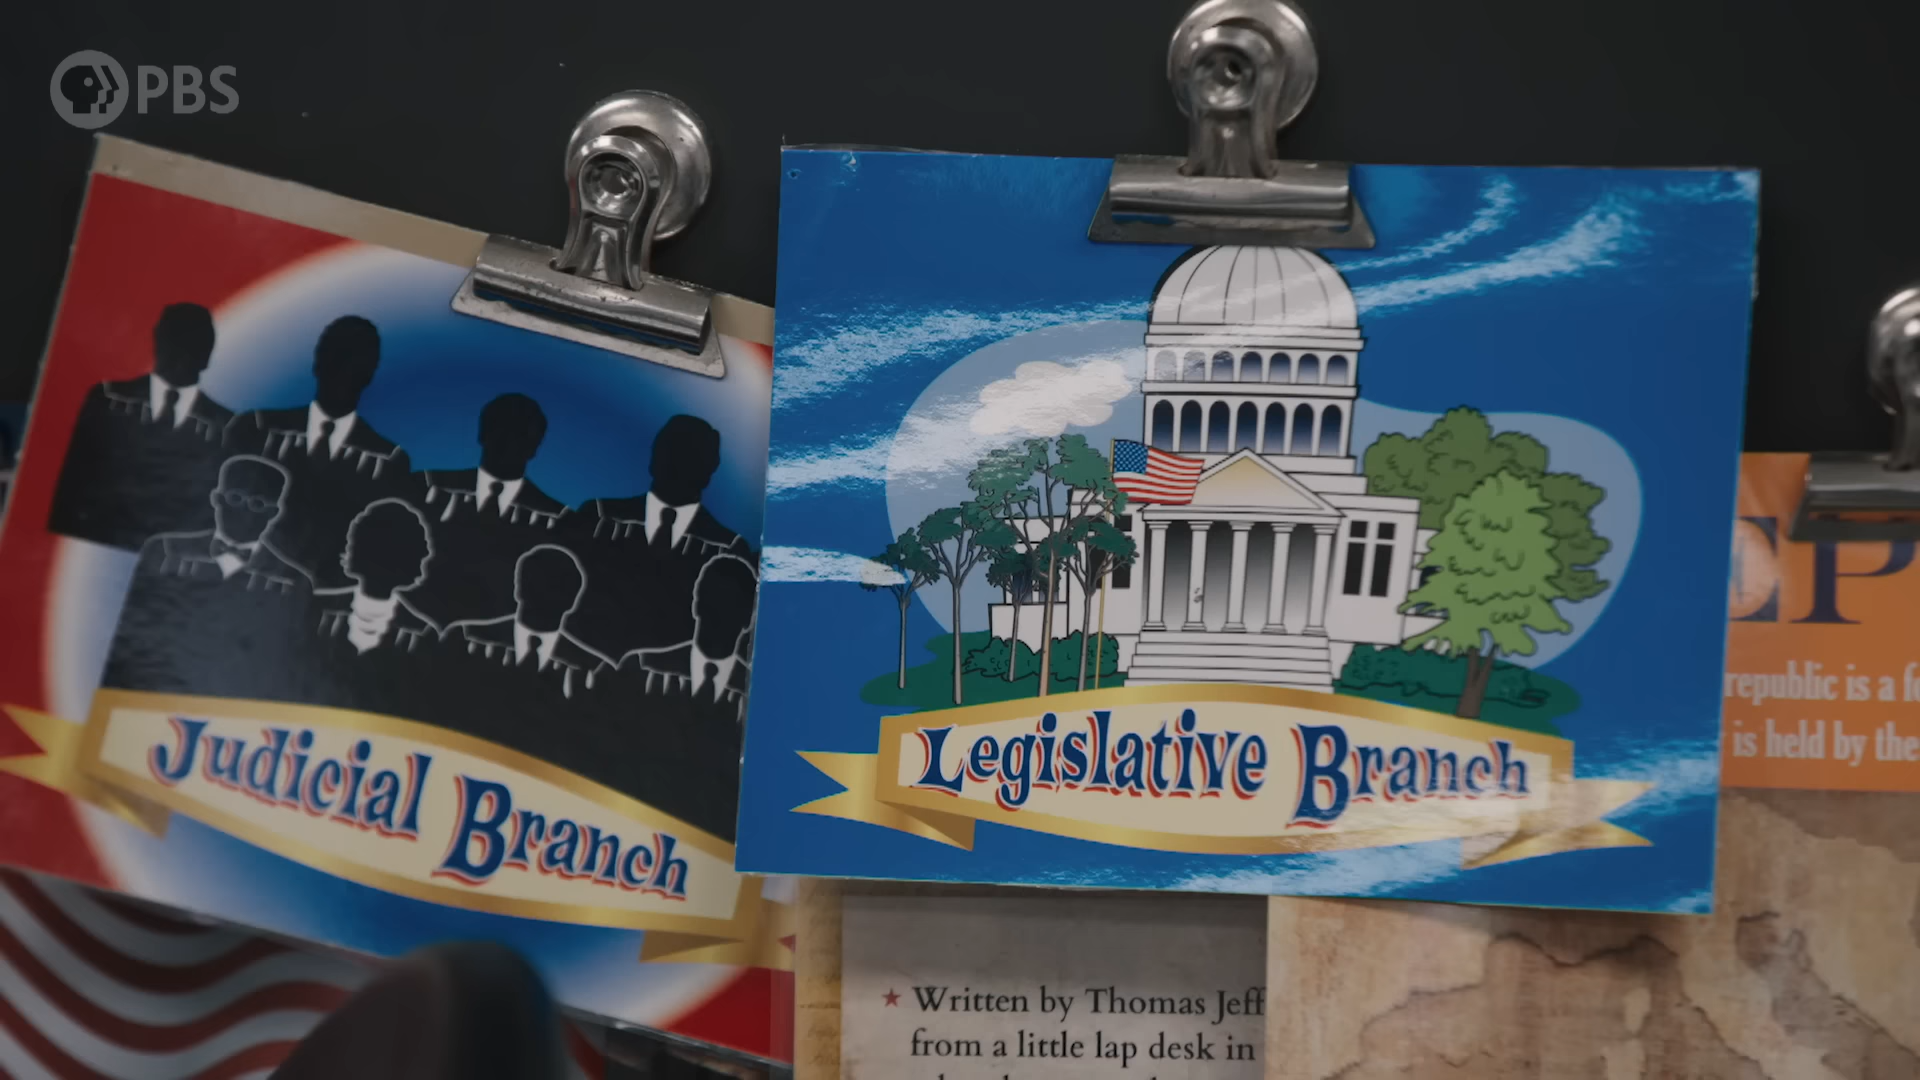 PBS
Judicial Branch
Legislative Branch
republic is a
is held by the
★ Written by Thomas Jeff
from a little lap desk in